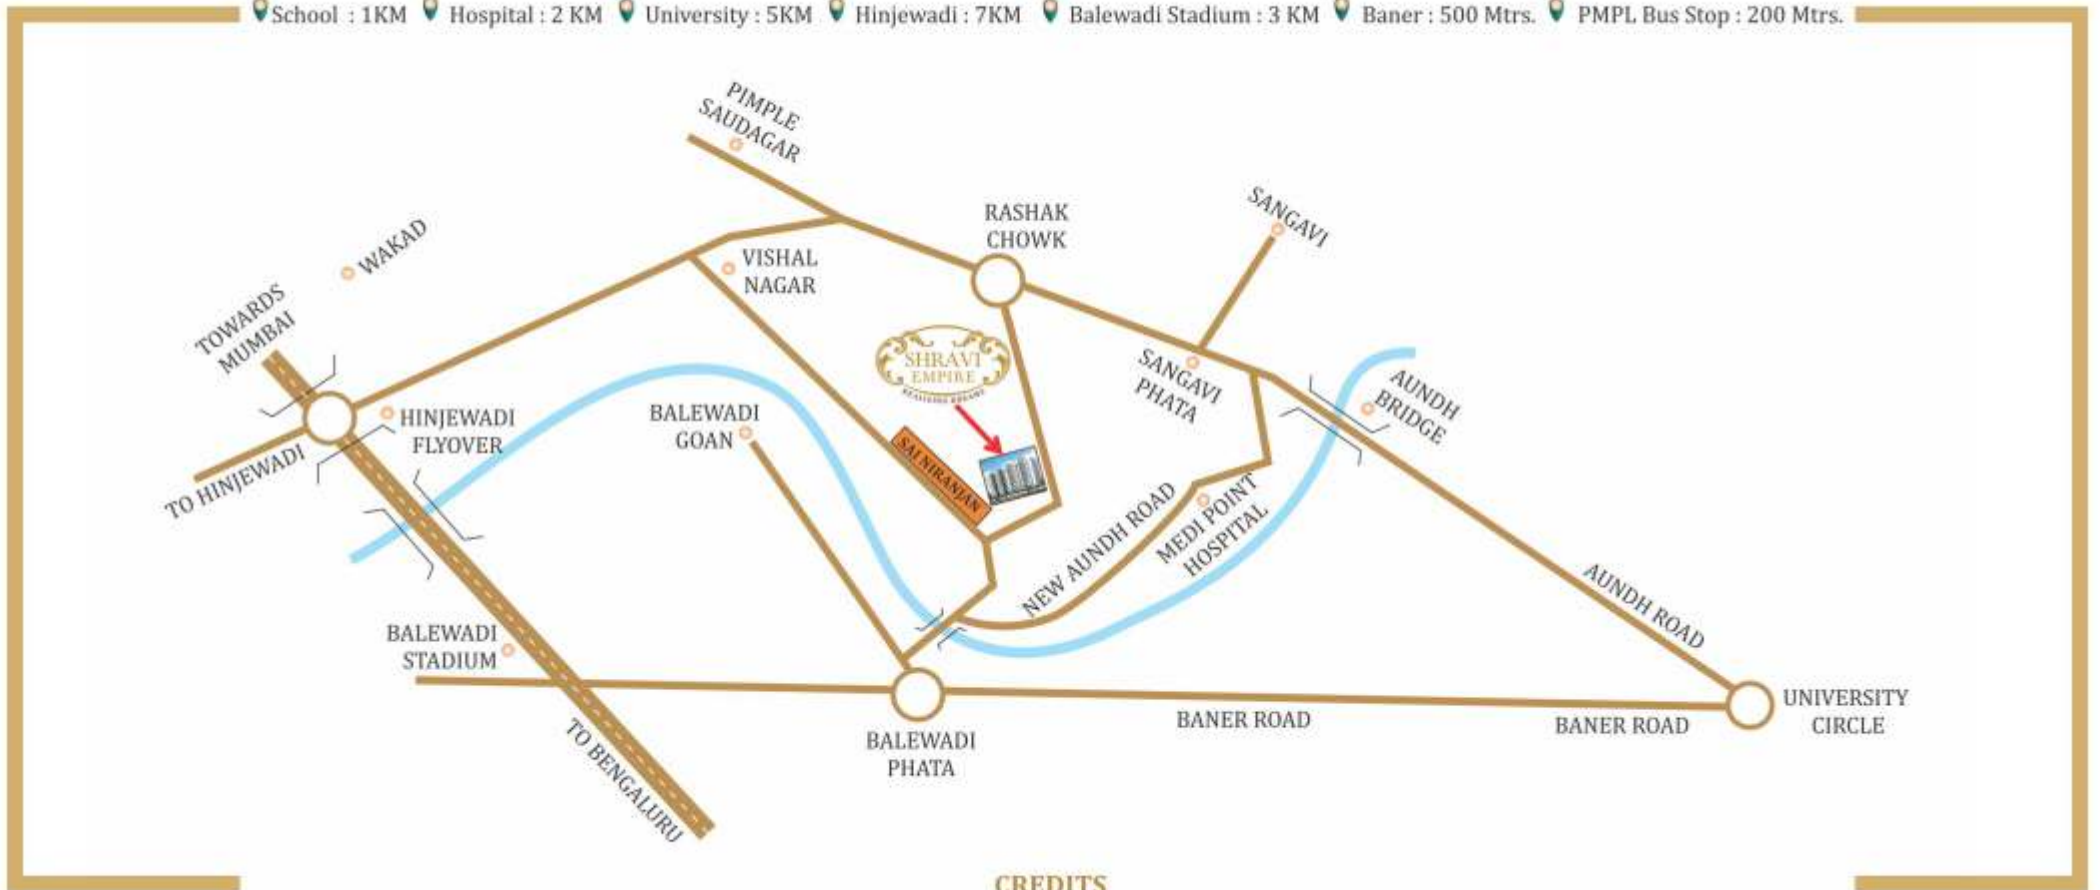 School : 1KM Hospital : 2 KM University : 5KM Hinjewadi : 7KM Balewadi Stadium : 3 KM Baner : 500 Mtrs. PMPL Bus Stop : 200 Mtrs.
PIMPLE
SAUDAGAR
RASHAK
CHOWK
SANGAVI
WAKAD
VISHAL
NAGAR
TOWARDS
MUMBAI
SHRAVI
EMPIRE
SANGAVI
PHATA
AUNDH
BRIDGE
HINJEWADI
FLYOVER
BALEWADI
GOAN
TO HINJEWADI
SAI NIRANJAN
NEW AUNDH ROAD
MEDI POINT
HOSPITAL
AUNDH ROAD
BALEWADI
STADIUM
UNIVERSITY
CIRCLE
BANER ROAD
BANER ROAD
TO BENGALURU
BALEWADI
PHATA
CREDITS